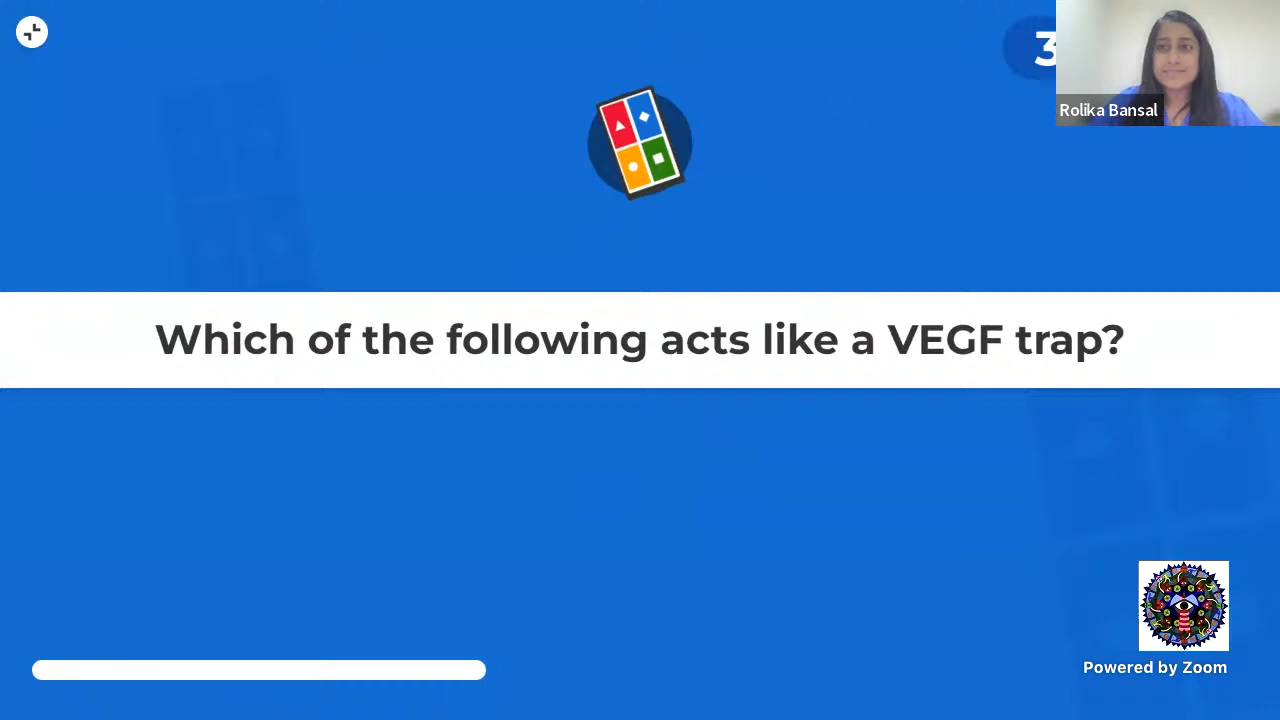 3
Rolika Bansal
Which of the following acts like a VEGF trap?
Powered by Zoom